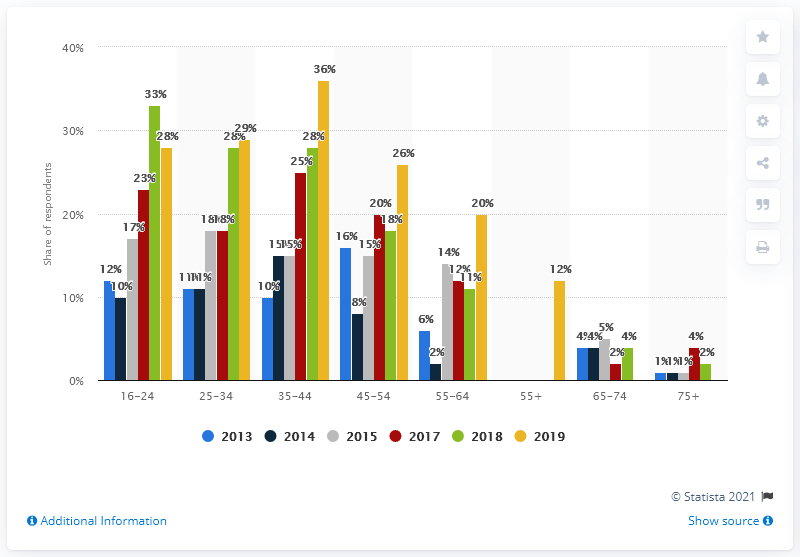 40%
30%
20%
10%
0%
Share of respondents
12% 10% 17% 23% 33% 28%
11% 11% 18% 18% 28% 29%
10% 15% 15% 25% 28% 36%
16% 8% 15% 20% 18% 26%
6% 2% 14% 12% 11% 20%
12%
4% 4% 5% 2% 4%
1% 1% 1% 4% 2%
16-24 25-34 35-44 45-54 55-64 55+ 65-74 75+
2013 2014 2015 2017 2018 2019
© Statista 2021
Additional Information Show source